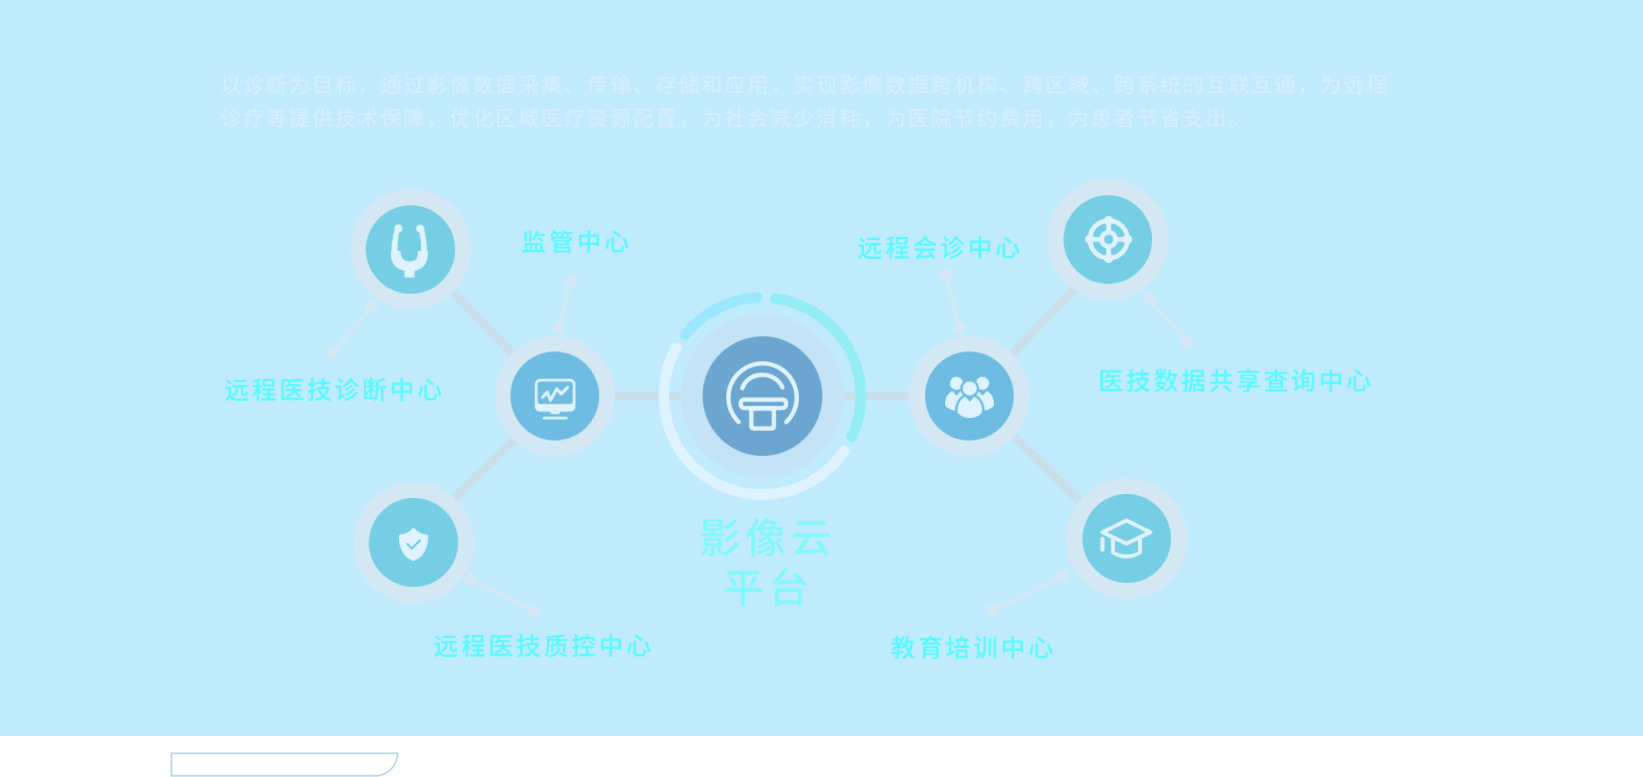 以诊断为目标，通过影像数据采集、传输、存储和应用，实现影像数据跨机构、跨区域、跨系统的互联互通，为远程
诊疗等提供技术保障，优化区域医疗资源配置，为社会减少消耗，为医院节约费用，为患者节省支出。
监管中心
远程会诊中心
远程医技诊断中心
医技数据共享查询中心
影像云
平台
远程医技质控中心
教育培训中心